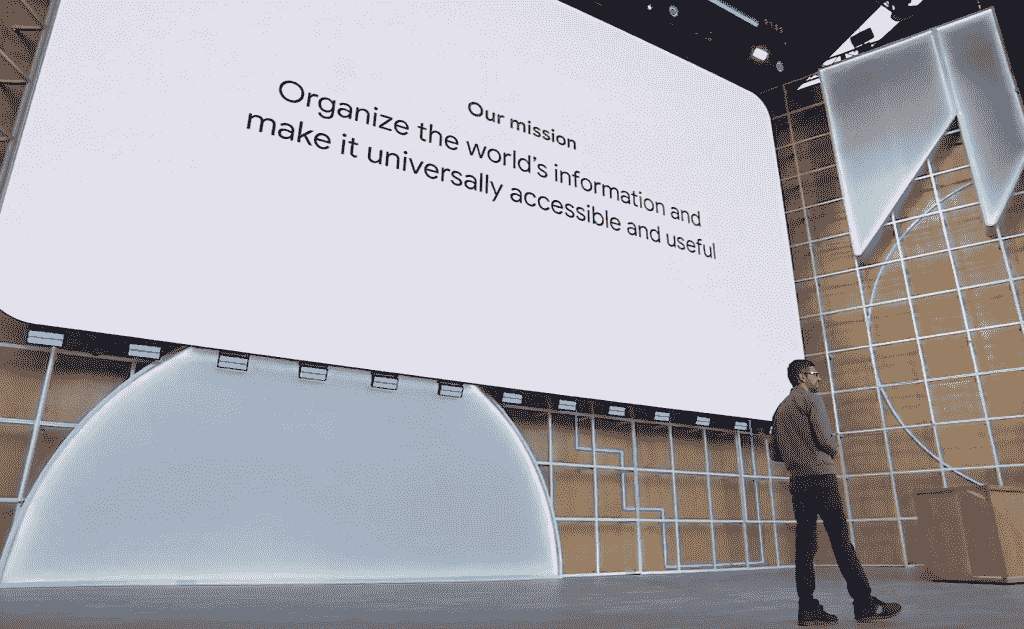 Our mission
Organize the world's information and
make it universally accessible and useful